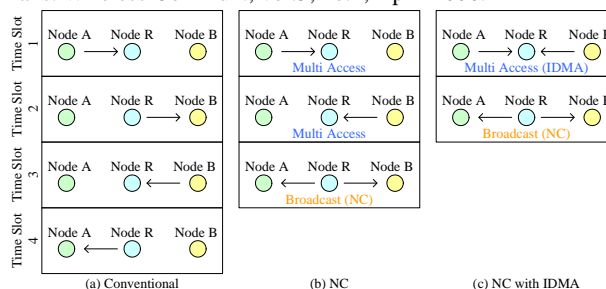 Time Slot
1
Node A Node R Node B
Multi Access
Node A Node R Node B
Multi Access (IDMA)
Node A Node R Node B
Time Slot
2
Node A Node R Node B
Multi Access
Node A Node R Node B
Broadcast (NC)
Node A Node R Node B
Time Slot
3
Node A Node R Node B
Broadcast (NC)
Node A Node R Node B
Time Slot
4
Node A Node R Node B
(a) Conventional
(b) NC
(c) NC with IDMA